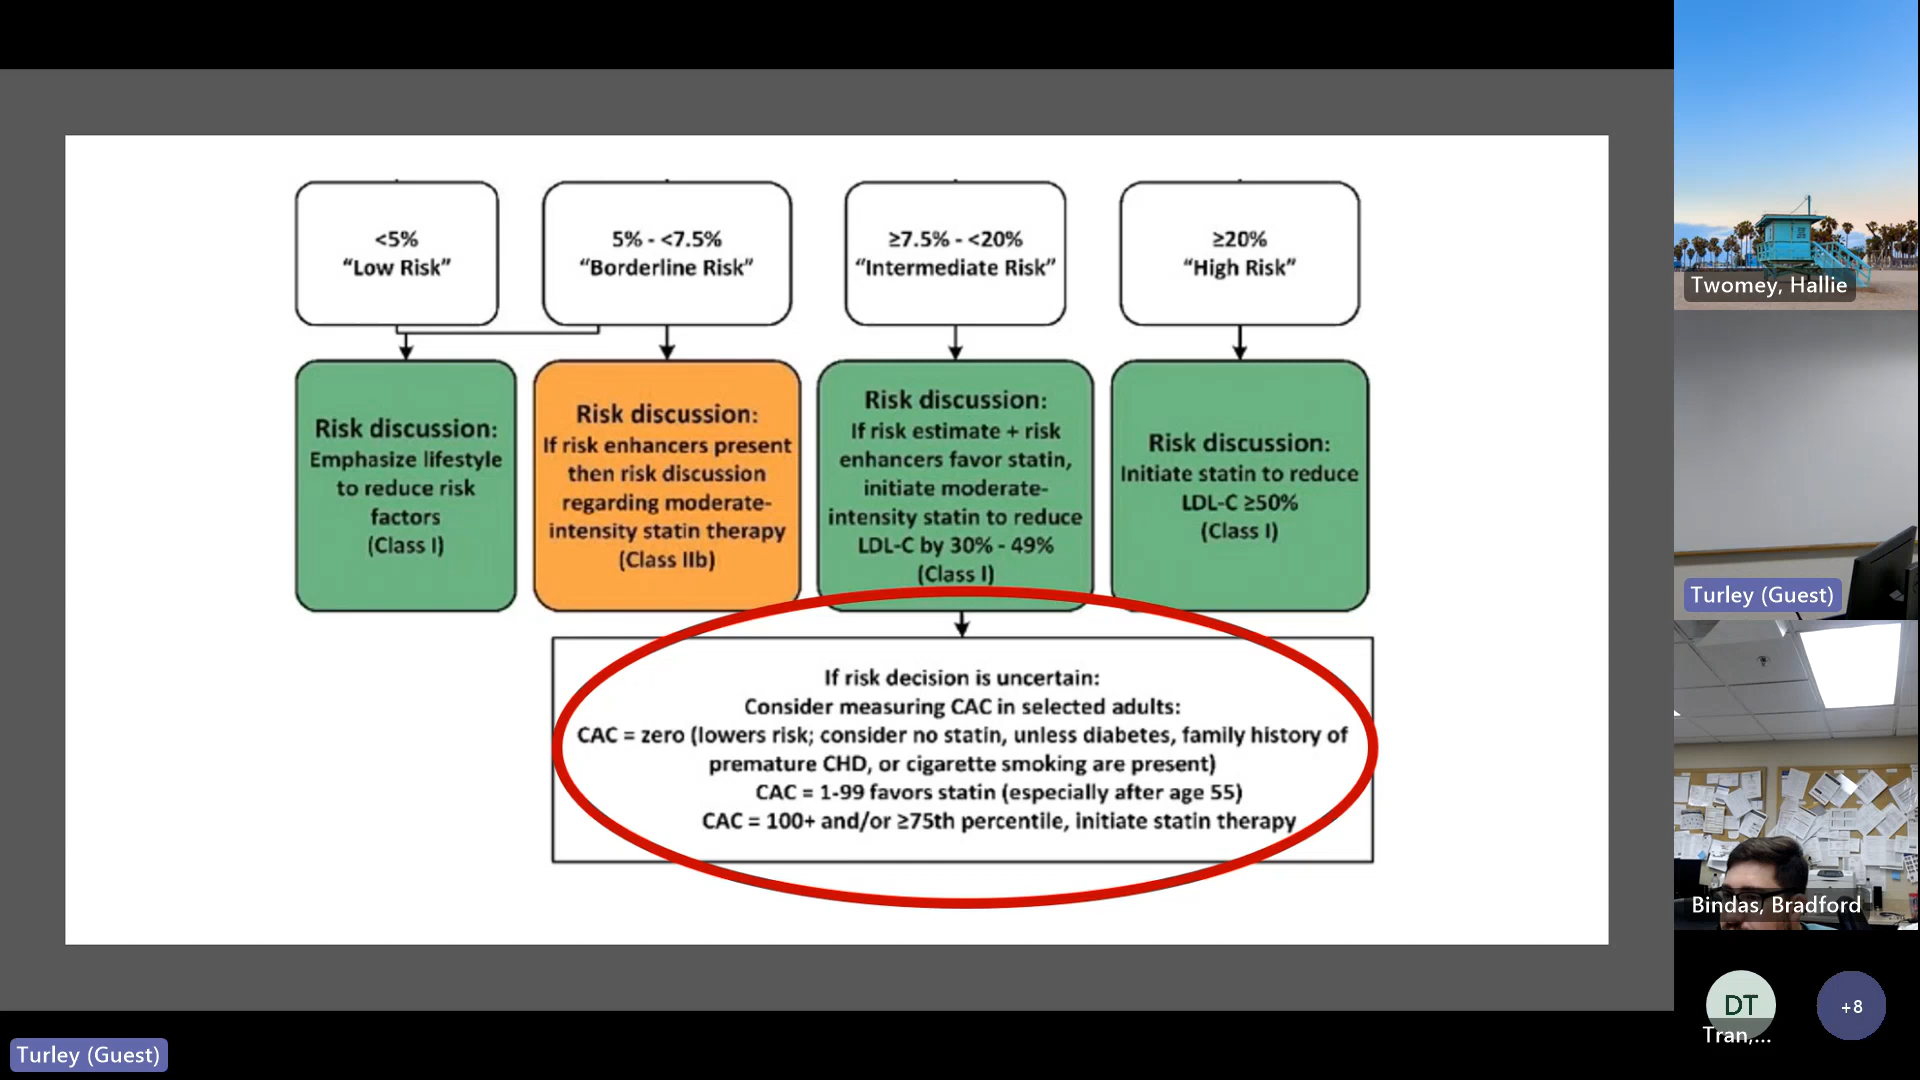 <5%
“Low Risk”
5% - <7.5%
“Borderline Risk”
≥7.5% - <20%
“Intermediate Risk”
≥20%
“High Risk”
Risk discussion:
Emphasize lifestyle
to reduce risk
factors
(Class I)
Risk discussion:
If risk enhancers present
then risk discussion
regarding moderate-
intensity statin therapy
(Class IIb)
Risk discussion:
If risk estimate + risk
enhancers favor statin,
initiate moderate-
intensity statin to reduce
LDL-C by 30% - 49%
(Class I)
Risk discussion:
Initiate statin to reduce
LDL-C ≥50%
(Class I)
If risk decision is uncertain:
Consider measuring CAC in selected adults:
CAC = zero (lowers risk; consider no statin, unless diabetes, family history of
premature CHD, or cigarette smoking are present)
CAC = 1-99 favors statin (especially after age 55)
CAC = 100+ and/or ≥75th percentile, initiate statin therapy
Twomey, Hallie
Turley (Guest)
Bindas, Bradford
DT
Tran,...
+8
Turley (Guest)